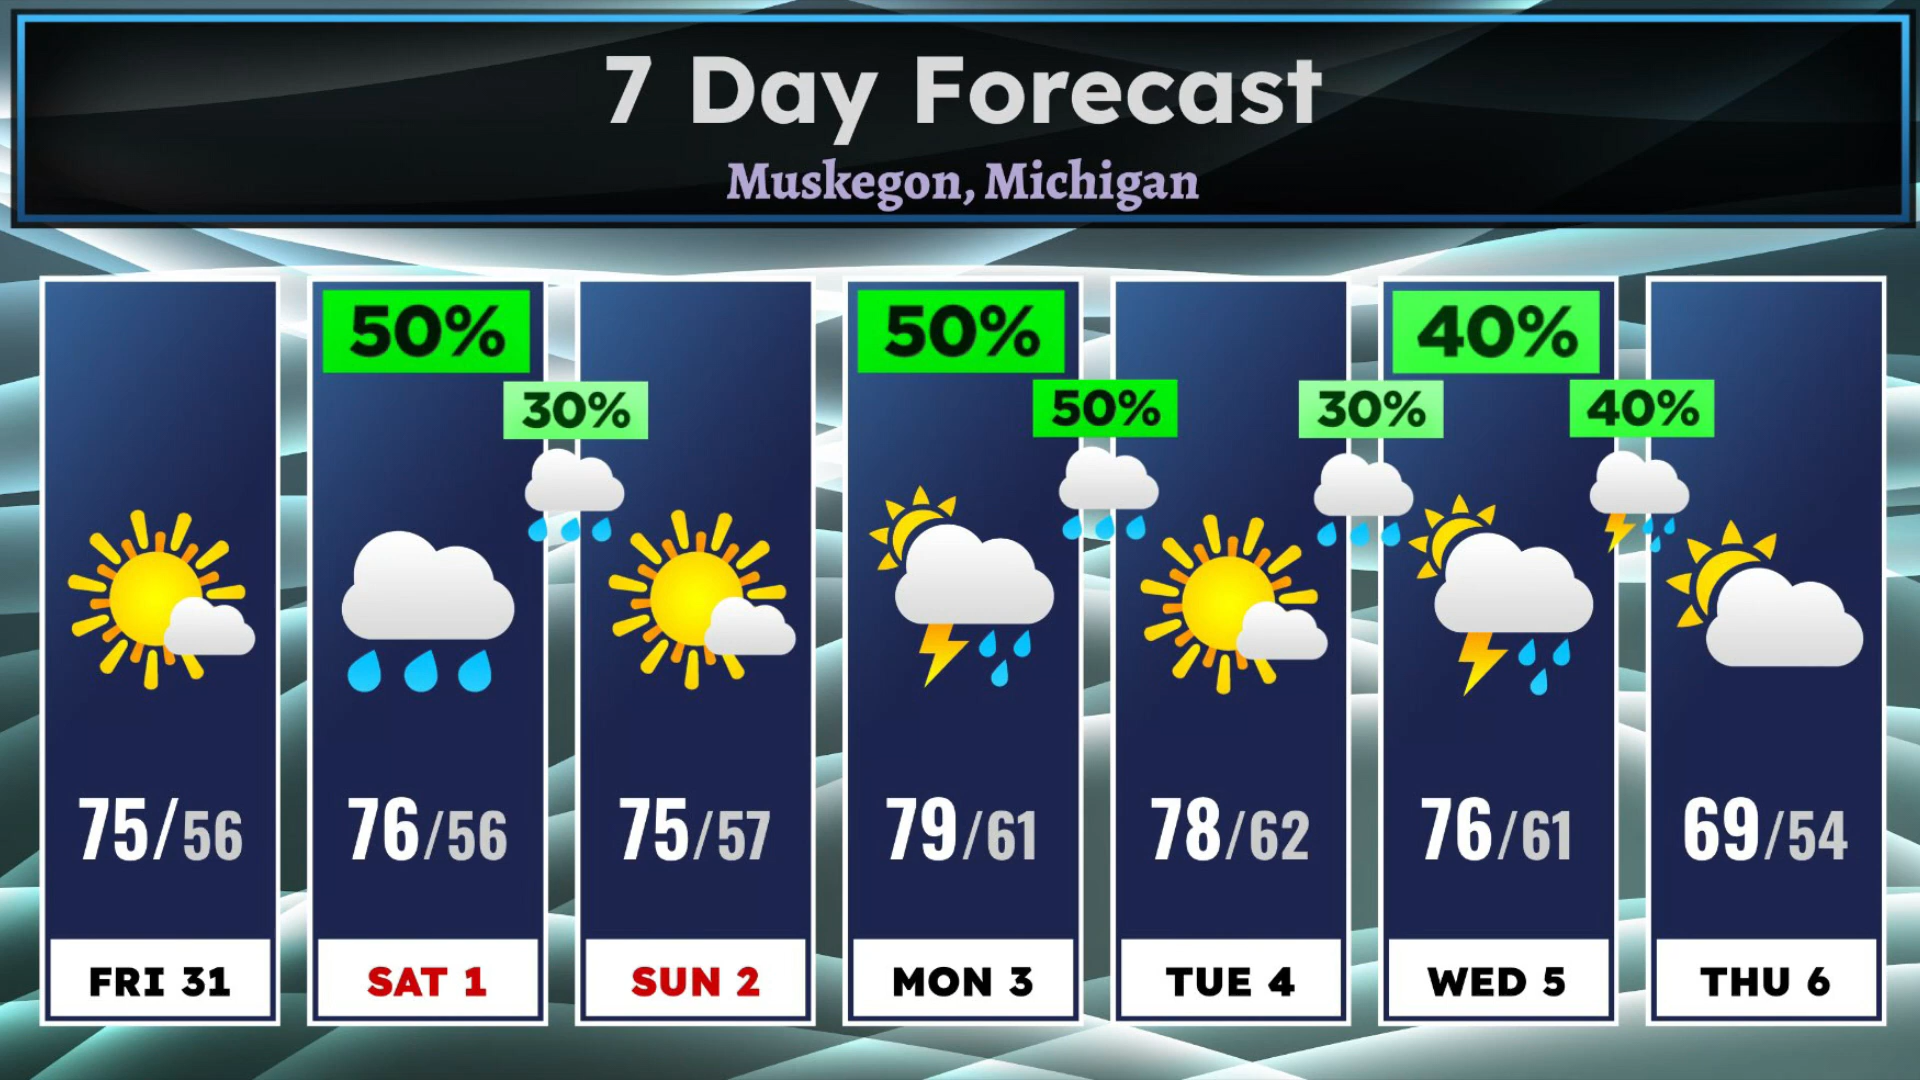 7 Day Forecast
Muskegon, Michigan
50%
50%
40%
30%
50%
30%
40%
75/56
76/56
75/57
79/61
78/62
76/61
69/54
FRI 31
SAT 1
SUN 2
MON 3
TUE 4
WED 5
THU 6